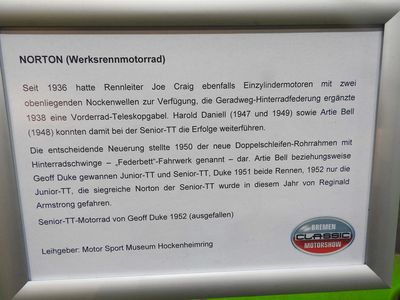 NORTON (Werksrennmotorrad)
Seit 1936 hatte Rennleiter Joe Craig ebenfalls Einzylindermotoren mit zwei
obenliegenden Nockenwellen zur Verfügung, die Geradweg-Hinterradfederung ergänzte
1938 eine Vorderrad-Teleskopgabel. Harold Daniell (1947 und 1949) sowie Artie Bell
(1948) konnten damit bei der Senior-TT die Erfolge weiterführen.
Die entscheidende Neuerung stellte 1950 der neue Doppelschleifen-Rohrrahmen mit
Hinterradschwinge – „Federbett“-Fahrwerk genannt – dar. Artie Bell beziehungsweise
Geoff Duke gewannen Junior-TT und Senior-TT, Duke 1951 beide Rennen, 1952 nur die
Junior-TT, die siegreiche Norton der Senior-TT wurde in diesem Jahr von Reginald
Armstrong gefahren.
Senior-TT-Motorrad von Geoff Duke 1952 (ausgefallen)
Leihgeber: Motor Sport Museum Hockenheimring
BREMEN
CLASSIC
MOTORSHOW